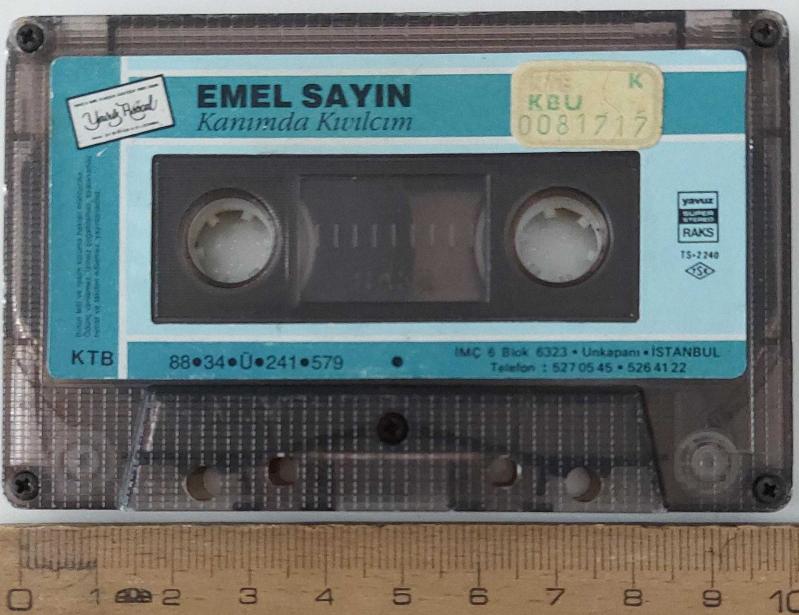 EMEL SAYIN
Kanımda Kıvılcım
K
KBU
0081717
yavuz
SUPER
STEREO
RAKS
TS-2240
TSE
KTB
88•34•Ü•241•579 •
İMÇ 6 Blok 6323 • Unkapanı • İSTANBUL
Telefon : 527 05 45 • 526 41 22
0 1 2 3 4 5 6 7 8 9 10